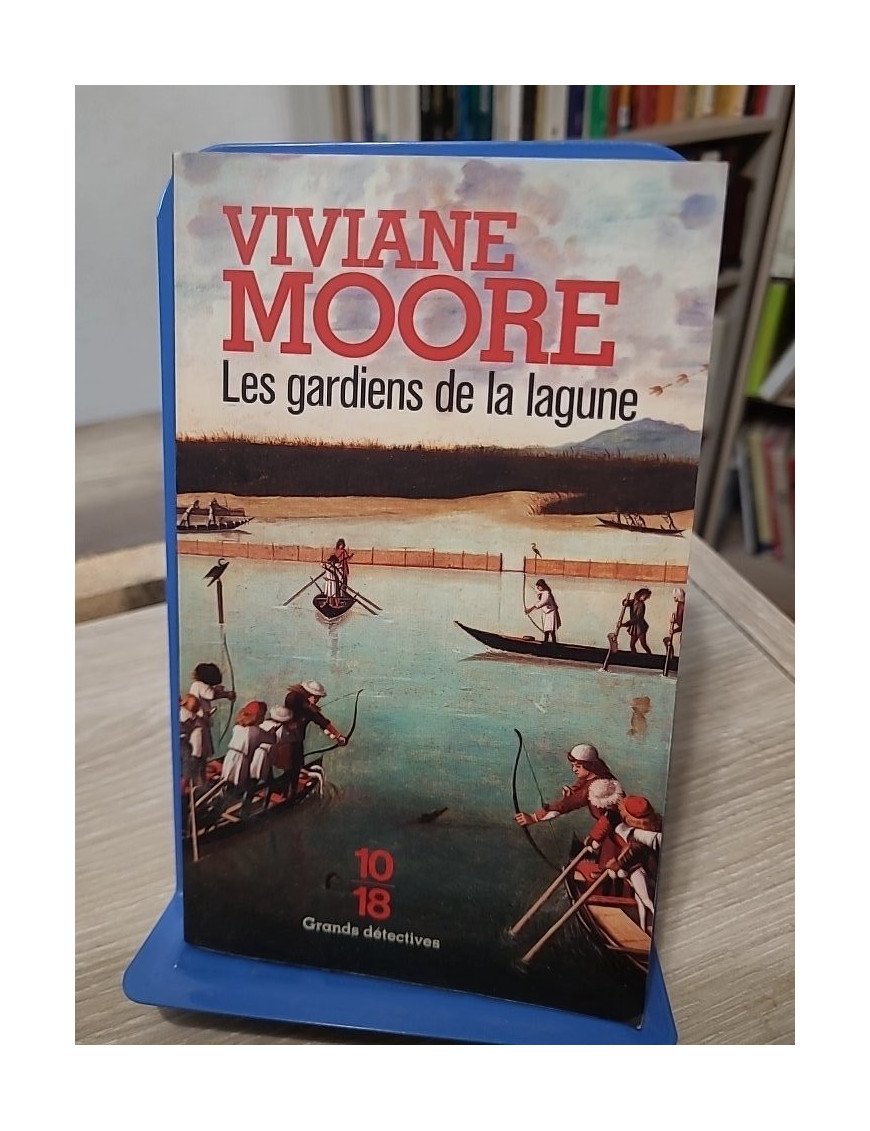 VIVIANE
MOORE
Les gardiens de la lagune
10
18
Grands détectives